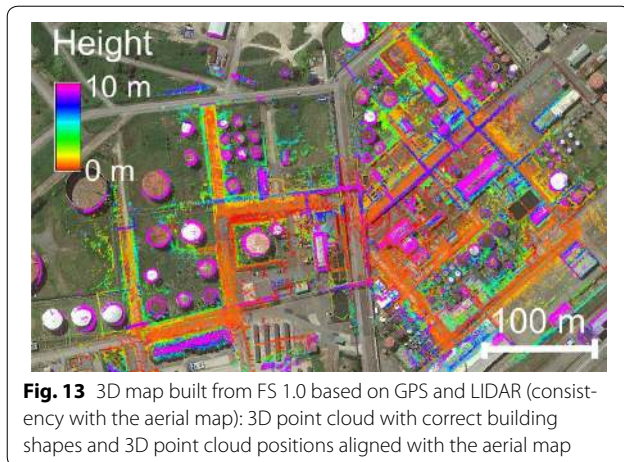 Height
10 m
0 m
100 m
Fig. 13 3D map built from FS 1.0 based on GPS and LIDAR (consist-
ency with the aerial map): 3D point cloud with correct building
shapes and 3D point cloud positions aligned with the aerial map